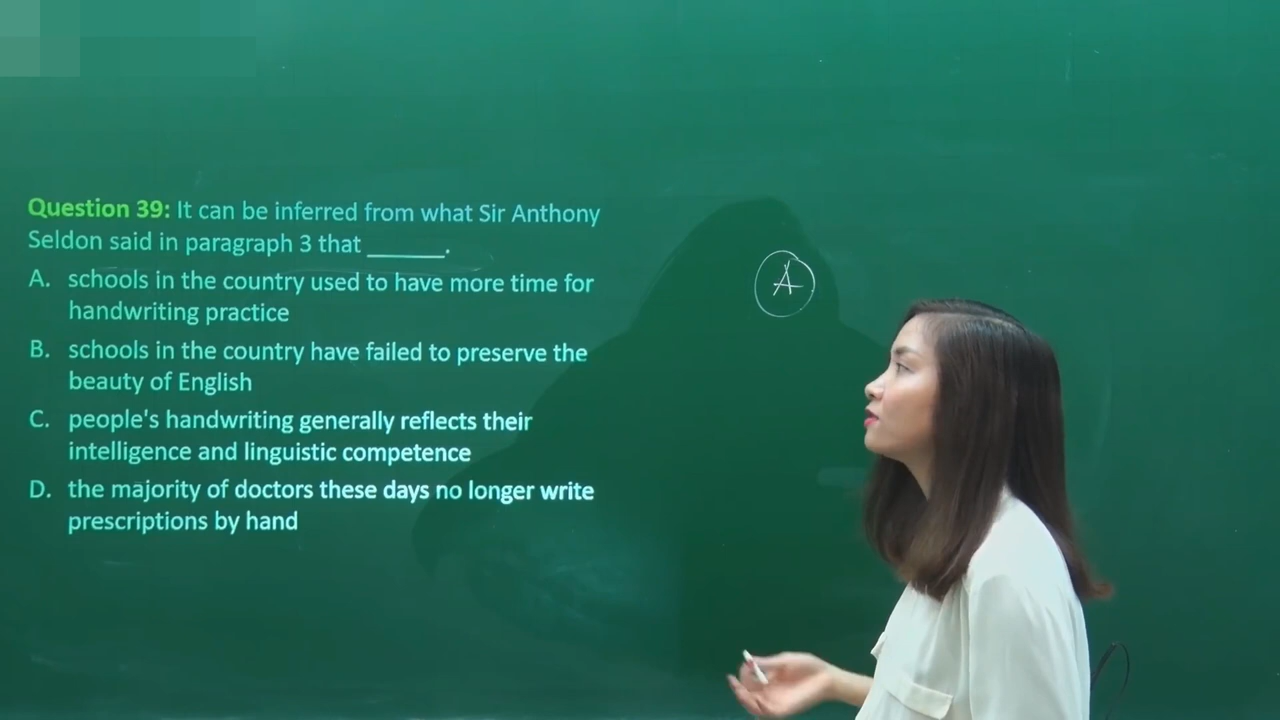 Question 39: It can be inferred from what Sir Anthony
Seldon said in paragraph 3 that ______.
A. schools in the country used to have more time for
handwriting practice
B. schools in the country have failed to preserve the
beauty of English
C. people's handwriting generally reflects their
intelligence and linguistic competence
D. the majority of doctors these days no longer write
prescriptions by hand
A